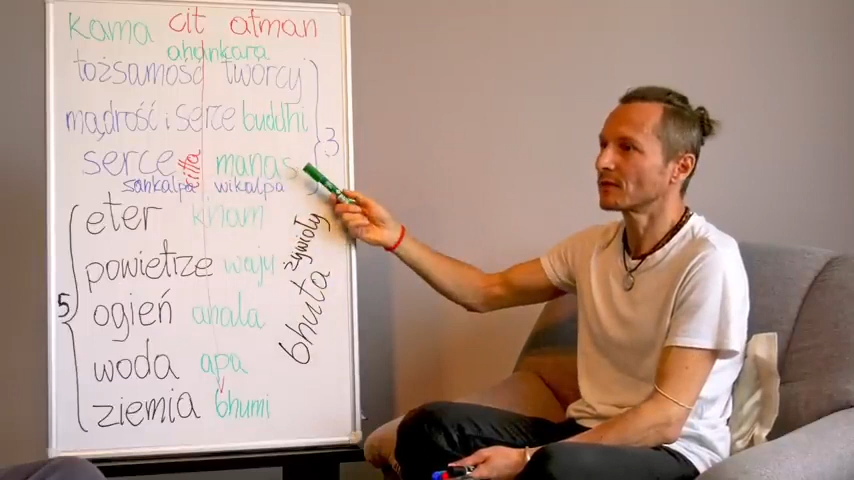 kama cit atman
ahankara
tożsamość twórcy
mądrość i serce buddhi
3
serce citta manas
sankalpa wikalpa
eter kham
żywioły
powietrze waju
bhuta
5
ogień anala
woda apa
ziemia bhumi